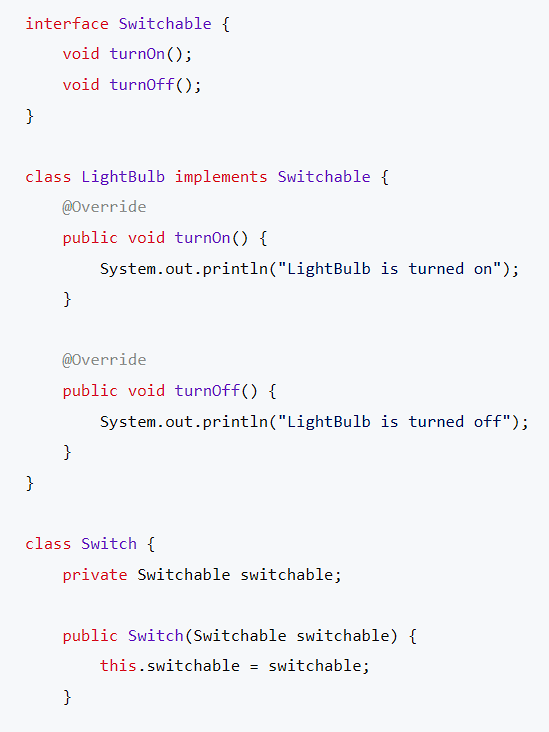 interface Switchable {
    void turnOn();
    void turnOff();
}

class LightBulb implements Switchable {
    @Override
    public void turnOn() {
        System.out.println("LightBulb is turned on");
    }

    @Override
    public void turnOff() {
        System.out.println("LightBulb is turned off");
    }
}

class Switch {
    private Switchable switchable;

    public Switch(Switchable switchable) {
        this.switchable = switchable;
    }